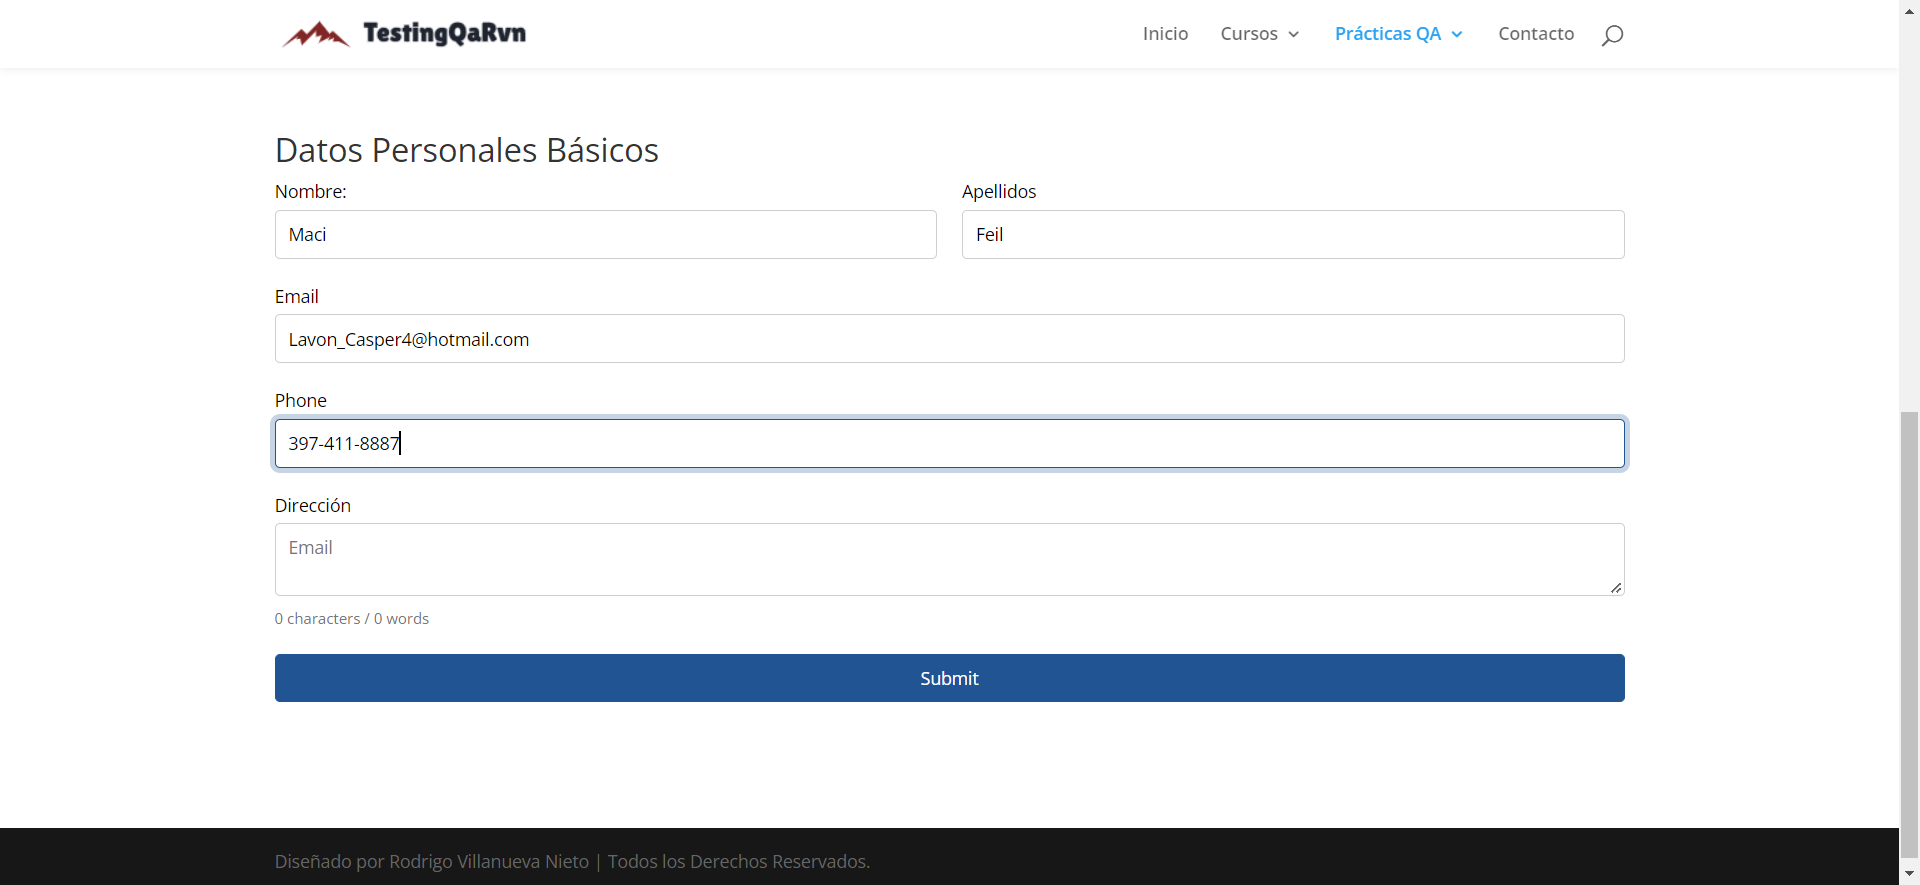 TestingQaRvn
Inicio Cursos Prácticas QA Contacto
Datos Personales Básicos
Nombre: Apellidos
Maci Feil
Email
Lavon_Casper4@hotmail.com
Phone
397-411-8887
Dirección
Email
0 characters / 0 words
Submit
Diseñado por Rodrigo Villanueva Nieto | Todos los Derechos Reservados.